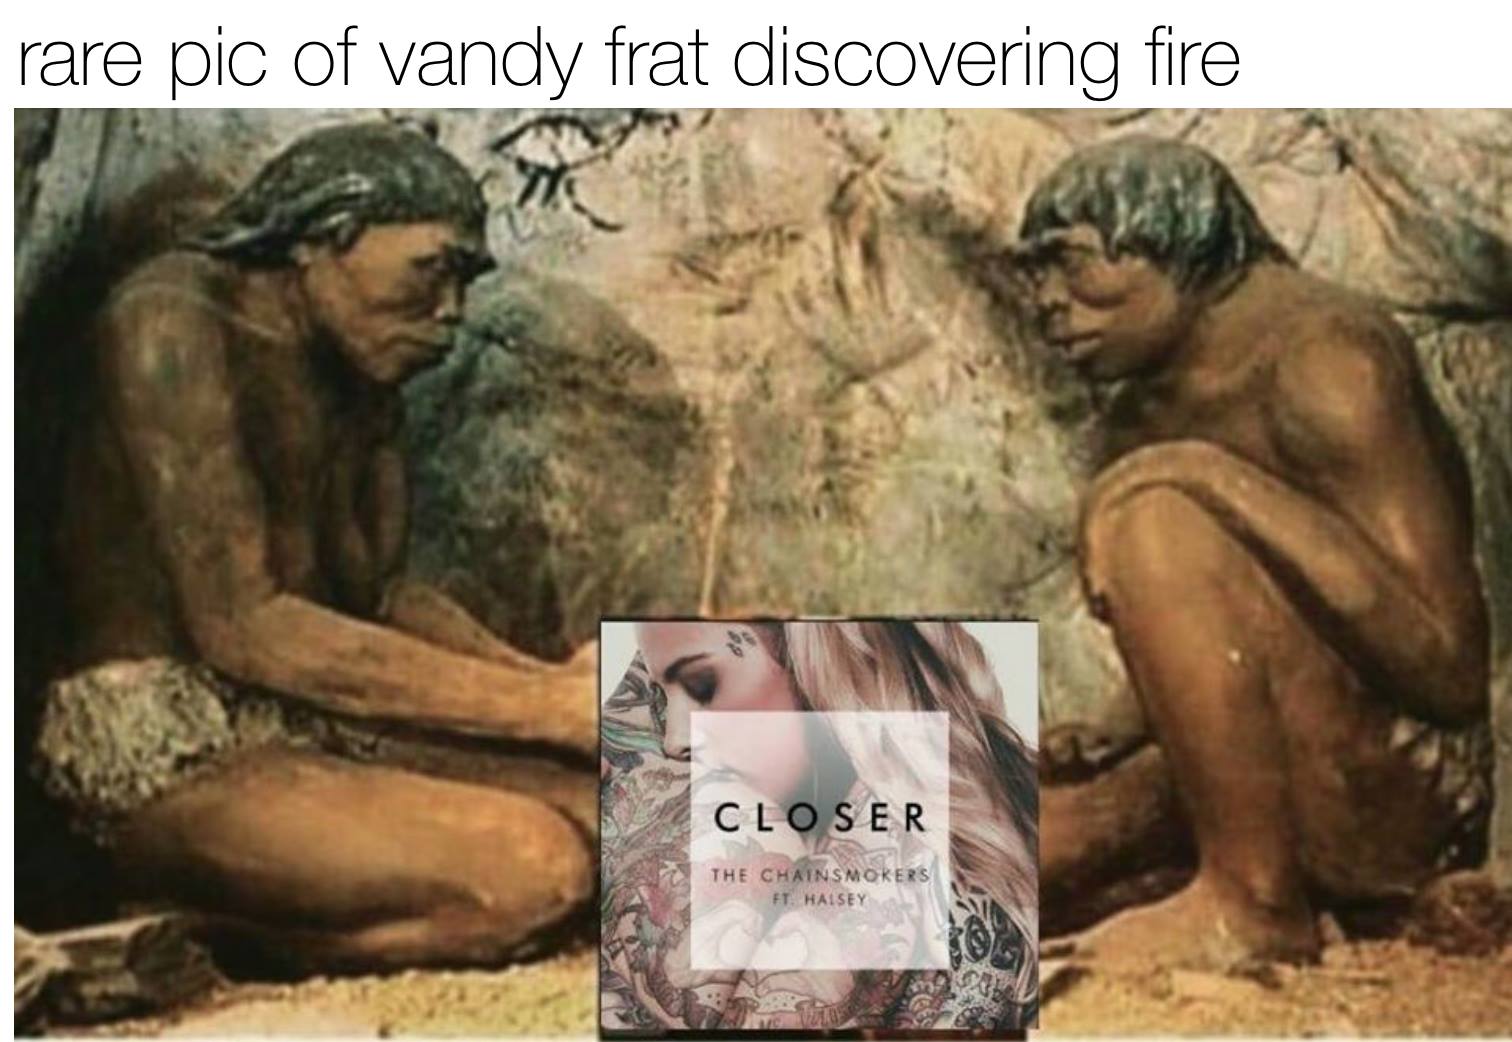 rare pic of vandy frat discovering fire
CLOSER
THE CHAINSMOKERS
FT. HALSEY